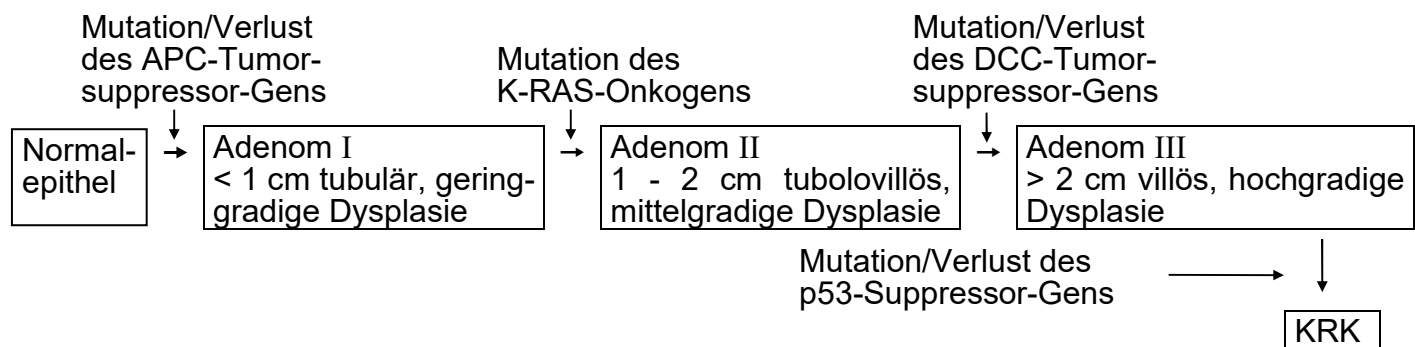 Mutation/Verlust
des APC-Tumor-
suppressor-Gens
Mutation des
K-RAS-Onkogens
Mutation/Verlust
des DCC-Tumor-
suppressor-Gens
Normal-
epithel
Adenom I
< 1 cm tubulär, gering-
gradige Dysplasie
Adenom II
1 - 2 cm tubolovillös,
mittelgradige Dysplasie
Adenom III
> 2 cm villös, hochgradige
Dysplasie
Mutation/Verlust des
p53-Suppressor-Gens
KRK